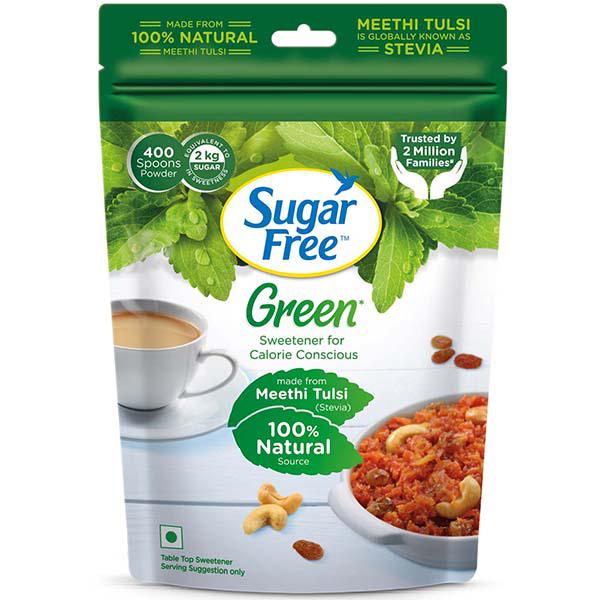 MADE FROM
100% NATURAL
MEETHI TULSI
MEETHI TULSI
IS GLOBALLY KNOWN AS
STEVIA
400
Spoons
Powder
EQUIVALENT TO
2 kg
SUGAR
IN SWEETNESS
Trusted by
2 Million
Families#
Sugar
Free™
Green*
Sweetener for
Calorie Conscious
made from
Meethi Tulsi
(Stevia)
100%
Natural
Source
Table Top Sweetener
Serving Suggestion only